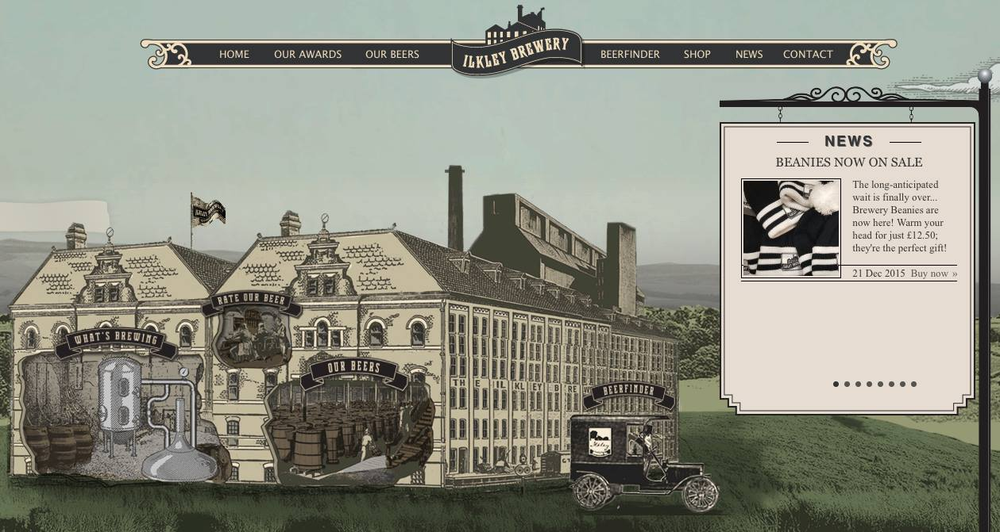 HOME OUR AWARDS OUR BEERS ILKLEY BREWERY BEERFINDER SHOP NEWS CONTACT
NEWS
BEANIES NOW ON SALE
The long-anticipated
wait is finally over...
Brewery Beanies are
now here! Warm your
head for just £12.50;
they're the perfect gift!
21 Dec 2015 Buy now »
RATE OUR BEER
WHAT'S BREWING
OUR BEERS
THE ILKLEY BREW
BEERFINDER